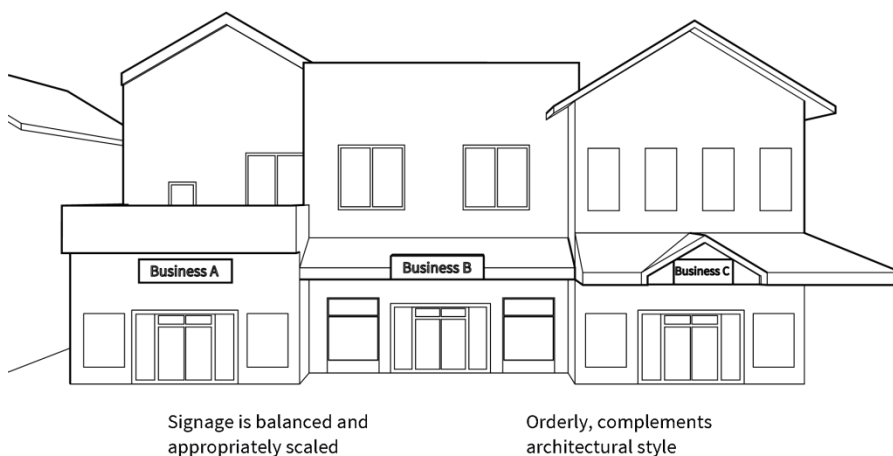 Business A
Business B
Business C
Signage is balanced and
appropriately scaled
Orderly, complements
architectural style